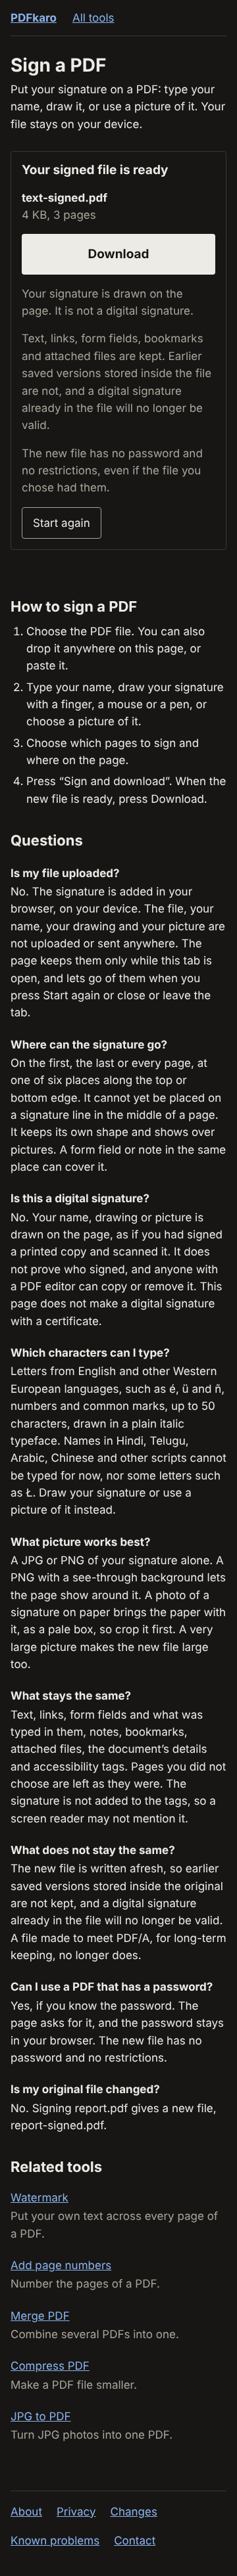 PDFkaro All tools
Sign a PDF
Put your signature on a PDF: type your
name, draw it, or use a picture of it. Your
file stays on your device.
Your signed file is ready
text-signed.pdf
4 KB, 3 pages
Download
Your signature is drawn on the
page. It is not a digital signature.
Text, links, form fields, bookmarks
and attached files are kept. Earlier
saved versions stored inside the file
are not, and a digital signature
already in the file will no longer be
valid.
The new file has no password and
no restrictions, even if the file you
chose had them.
Start again
How to sign a PDF
1. Choose the PDF file. You can also
drop it anywhere on this page, or
paste it.
2. Type your name, draw your signature
with a finger, a mouse or a pen, or
choose a picture of it.
3. Choose which pages to sign and
where on the page.
4. Press “Sign and download”. When the
new file is ready, press Download.
Questions
Is my file uploaded?
No. The signature is added in your
browser, on your device. The file, your
name, your drawing and your picture are
not uploaded or sent anywhere. The
page keeps them only while this tab is
open, and lets go of them when you
press Start again or close or leave the
tab.
Where can the signature go?
On the first, the last or every page, at
one of six places along the top or
bottom edge. It cannot yet be placed on
a signature line in the middle of a page.
It keeps its own shape and shows over
pictures. A form field or note in the same
place can cover it.
Is this a digital signature?
No. Your name, drawing or picture is
drawn on the page, as if you had signed
a printed copy and scanned it. It does
not prove who signed, and anyone with
a PDF editor can copy or remove it. This
page does not make a digital signature
with a certificate.
Which characters can I type?
Letters from English and other Western
European languages, such as é, ü and ñ,
numbers and common marks, up to 50
characters, drawn in a plain italic
typeface. Names in Hindi, Telugu,
Arabic, Chinese and other scripts cannot
be typed for now, nor some letters such
as Ł. Draw your signature or use a
picture of it instead.
What picture works best?
A JPG or PNG of your signature alone. A
PNG with a see-through background lets
the page show around it. A photo of a
signature on paper brings the paper with
it, as a pale box, so crop it first. A very
large picture makes the new file large
too.
What stays the same?
Text, links, form fields and what was
typed in them, notes, bookmarks,
attached files, the document’s details
and accessibility tags. Pages you did not
choose are left as they were. The
signature is not added to the tags, so a
screen reader may not mention it.
What does not stay the same?
The new file is written afresh, so earlier
saved versions stored inside the original
are not kept, and a digital signature
already in the file will no longer be valid.
A file made to meet PDF/A, for long-term
keeping, no longer does.
Can I use a PDF that has a password?
Yes, if you know the password. The
page asks for it, and the password stays
in your browser. The new file has no
password and no restrictions.
Is my original file changed?
No. Signing report.pdf gives a new file,
report-signed.pdf.
Related tools
Watermark
Put your own text across every page of
a PDF.
Add page numbers
Number the pages of a PDF.
Merge PDF
Combine several PDFs into one.
Compress PDF
Make a PDF file smaller.
JPG to PDF
Turn JPG photos into one PDF.
About Privacy Changes
Known problems Contact